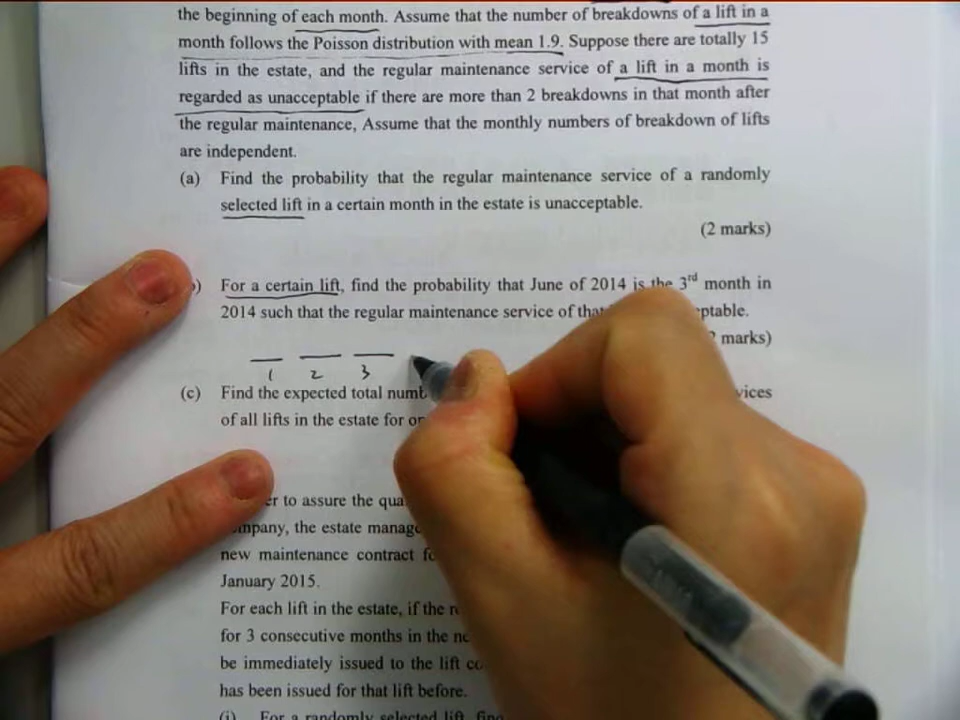 the beginning of each month. Assume that the number of breakdowns of a lift in a
month follows the Poisson distribution with mean 1.9. Suppose there are totally 15
lifts in the estate, and the regular maintenance service of a lift in a month is
regarded as unacceptable if there are more than 2 breakdowns in that month after
the regular maintenance, Assume that the monthly numbers of breakdown of lifts
are independent.
(a) Find the probability that the regular maintenance service of a randomly
selected lift in a certain month in the estate is unacceptable.
(2 marks)
) For a certain lift, find the probability that June of 2014 is the 3rd month in
2014 such that the regular maintenance service of
marks)
1 2 3
(c) Find the expected total
of all lifts in the estate for
to assure the
the estate
new maintenance contract
January 2015.
For each lift in the estate, if the
for 3 consecutive months in the
be immediately issued to the lift
has been issued for that lift before.
(i) For a randomly selected lift,